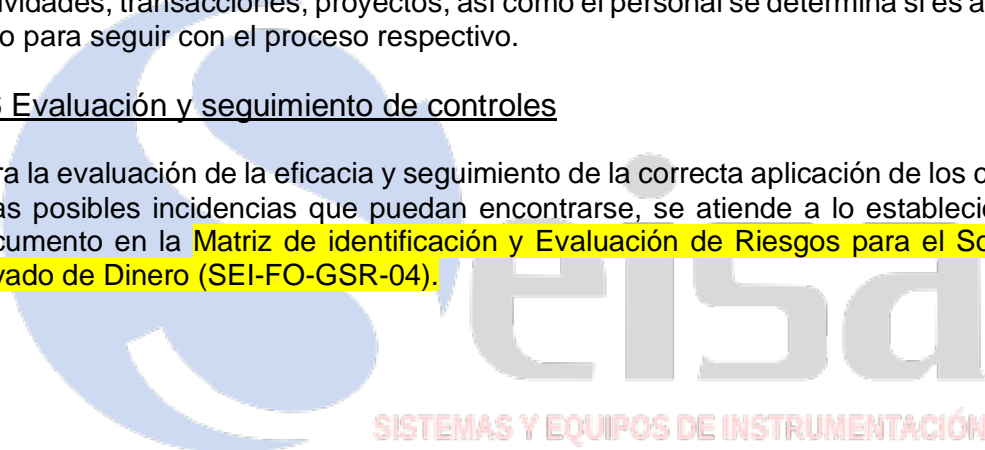 ividades, transacciones, proyectos, así como el personal se determina si es a
o para seguir con el proceso respectivo.
Evaluación y seguimiento de controles
ra la evaluación de la eficacia y seguimiento de la correcta aplicación de los c
as posibles incidencias que puedan encontrarse, se atiende a lo estableci
cumento en la Matriz de identificación y Evaluación de Riesgos para el So
vado de Dinero (SEI-FO-GSR-04).
eisa
SISTEMAS Y EQUIPOS DE INSTRUMENTACIÓN